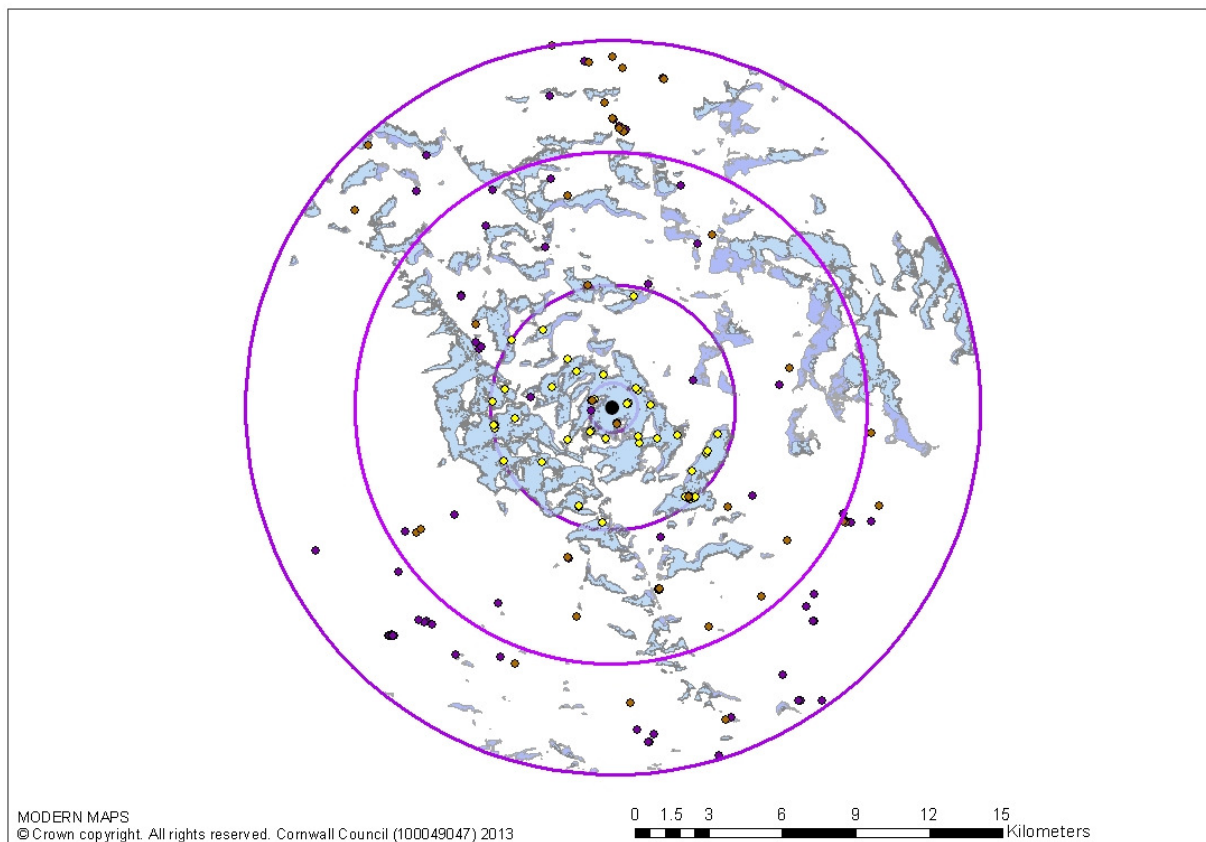 MODERN MAPS
© Crown copyright. All rights reserved. Cornwall Council (100049047) 2013
0 1.5 3 6 9 12 15
Kilometers